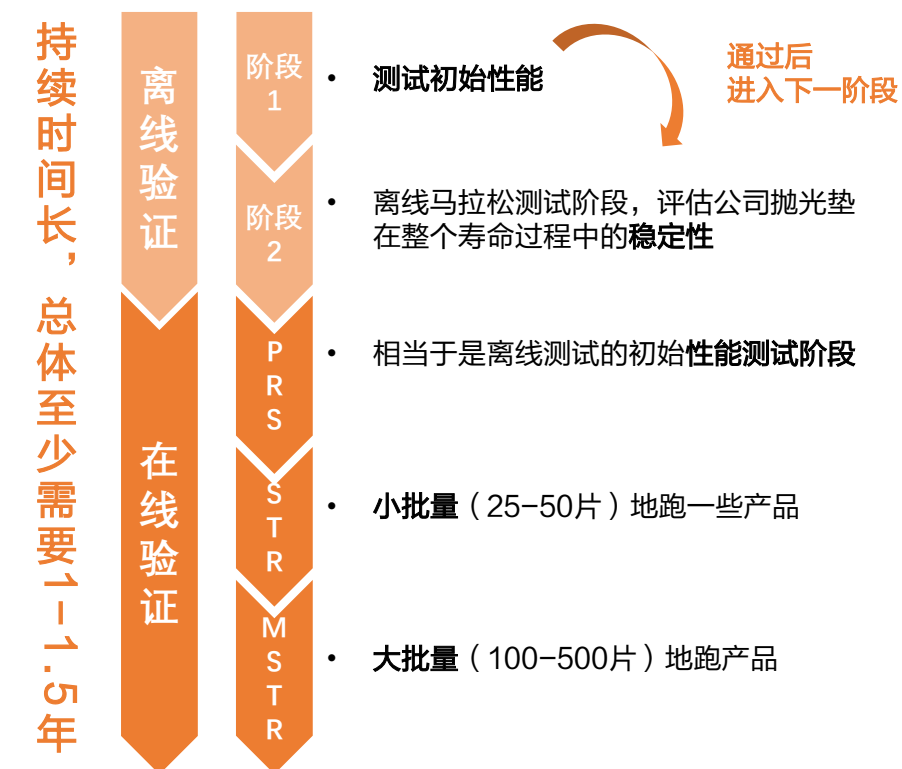 持续时间长，总体至少需要1-1.5年
离线验证
阶段
1
• 测试初始性能
通过后
进入下一阶段
阶段
2
• 离线马拉松测试阶段，评估公司抛光垫
在整个寿命过程中的稳定性
在线验证
PRS
• 相当于是离线测试的初始性能测试阶段
STR
• 小批量（25-50片）地跑一些产品
MSTR
• 大批量（100-500片）地跑产品